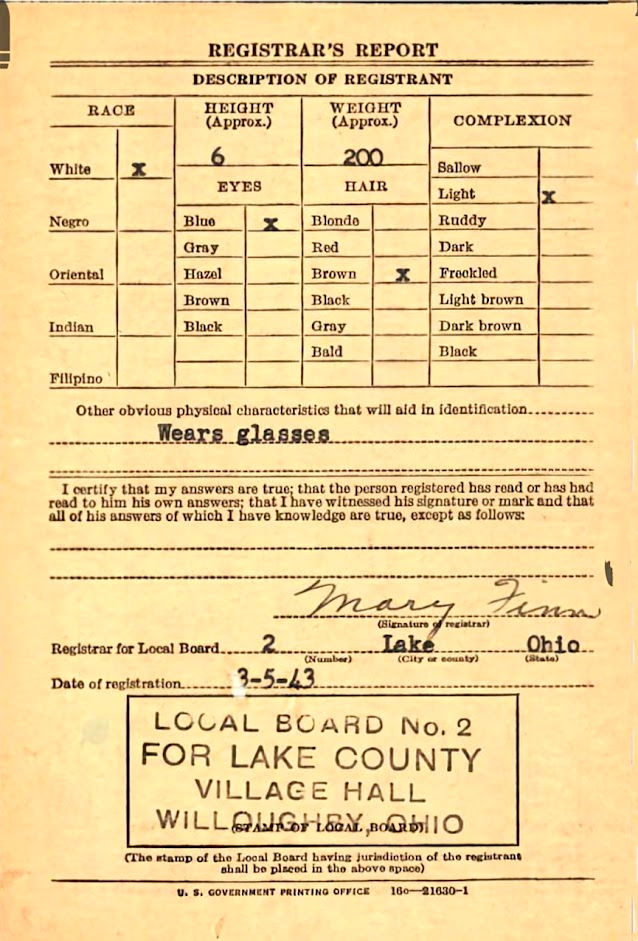 REGISTRAR'S REPORT
DESCRIPTION OF REGISTRANT
RACE
HEIGHT
(Approx.)
WEIGHT
(Approx.)
COMPLEXION
White X
6
200
Sallow
EYES
HAIR
Light X
Negro
Blue X
Blonde
Ruddy
Gray
Red
Dark
Oriental
Hazel
Brown X
Freckled
Brown
Black
Light brown
Indian
Black
Gray
Dark brown
Bald
Black
Filipino
Other obvious physical characteristics that will aid in identification
Wears glasses
I certify that my answers are true; that the person registered has read or has had
read to him his own answers; that I have witnessed his signature or mark and that
all of his answers of which I have knowledge are true, except as follows:
Mary Finn
(Signature of registrar)
Registrar for Local Board 2 Lake Ohio
(Number) (City or county) (State)
Date of registration 3-5-43
LOCAL BOARD No. 2
FOR LAKE COUNTY
VILLAGE HALL
WILLOUGHBY, OHIO
(STAMP OF LOCAL BOARD)
(The stamp of the Local Board having jurisdiction of the registrant
shall be placed in the above space)
U. S. GOVERNMENT PRINTING OFFICE 16o—21630-1